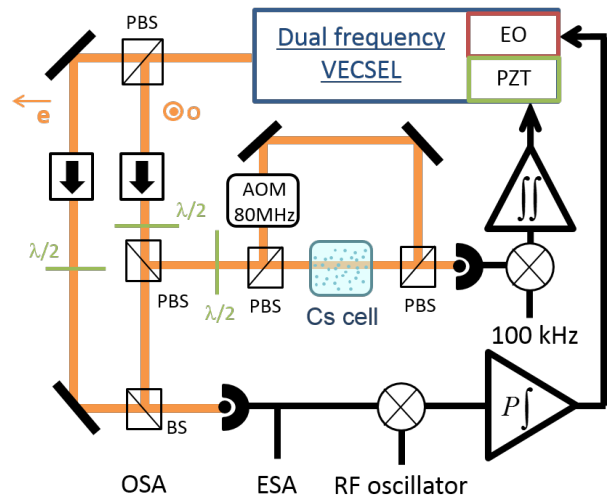 PBS
Dual frequency
VECSEL
EO
PZT
e
o
AOM
80MHz
∬
λ/2
λ/2
PBS
λ/2
PBS
Cs cell
PBS
100 kHz
P∫
BS
OSA
ESA
RF oscillator